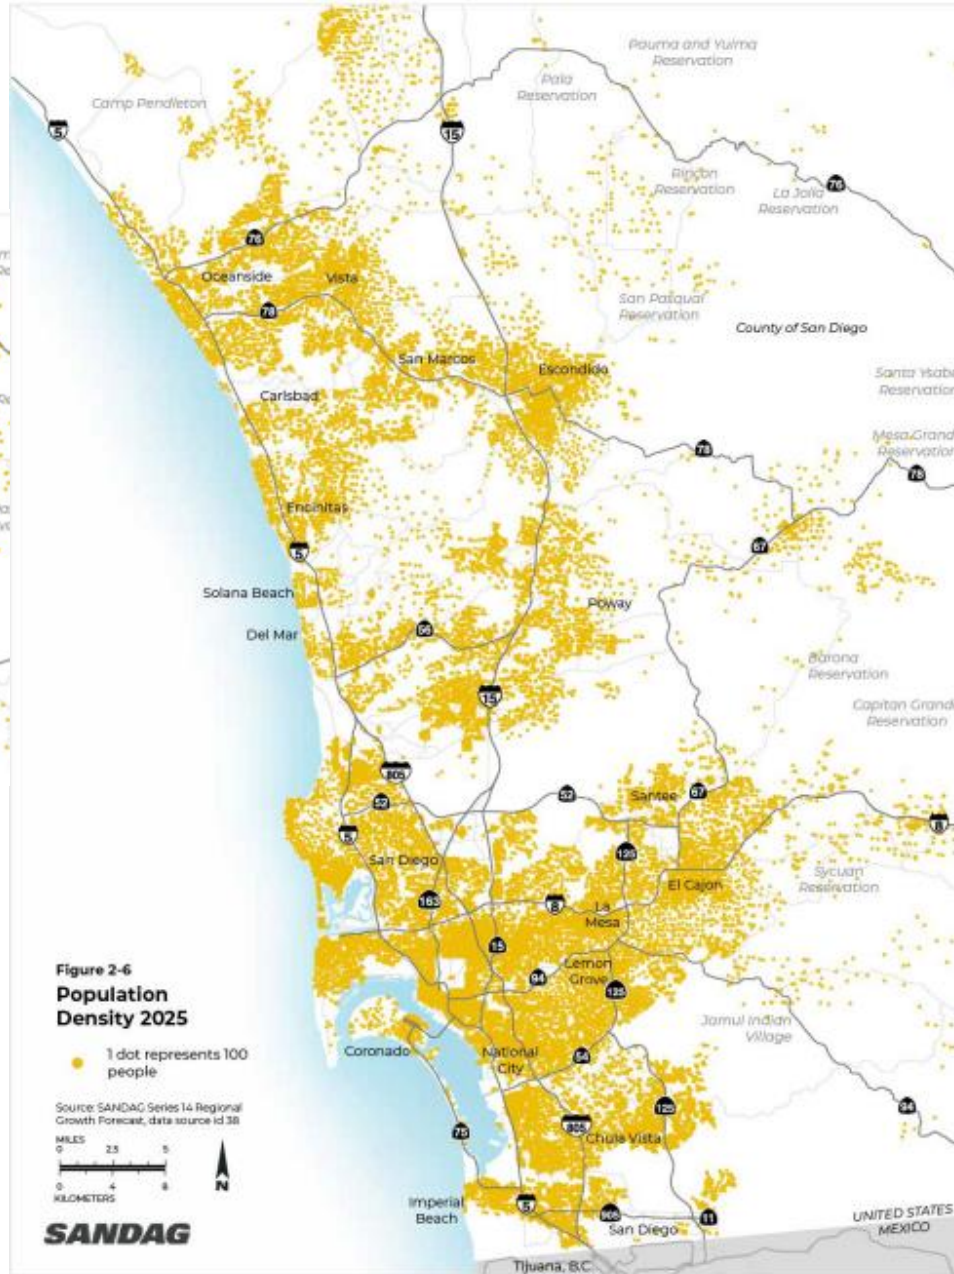 Pauma and Yuima
Reservation
Pala
Reservation
Camp Pendleton
5
15
Rincon
Reservation
La Jolla
Reservation
76
76
Oceanside
Vista
78
San Pasqual
Reservation
County of San Diego
San Marcos
Escondido
Santa Ysabe
Reservation
Carlsbad
Mesa Grand
Reservation
78
78
Encinitas
67
5
Solana Beach
Poway
56
Del Mar
Barona
Reservation
15
Capitan Grand
Reservation
805
52
52
Santee
67
5
8
San Diego
125
Sycuan
Reservation
El Cajon
163
8
La
Mesa
15
Lemon
Grove
94
125
Figure 2-6
Population
Density 2025
1 dot represents 100
people
Jamul Indian
Village
Coronado
National
City
54
Source: SANDAG Series 14 Regional
Growth Forecast, data source id 38
MILES
0 2.5 5
0 4 8
KILOMETERS
N
75
805
125
94
Chula Vista
Imperial
Beach
5
905
San Diego
11
UNITED STATES
MEXICO
SANDAG
Tijuana, B.C.